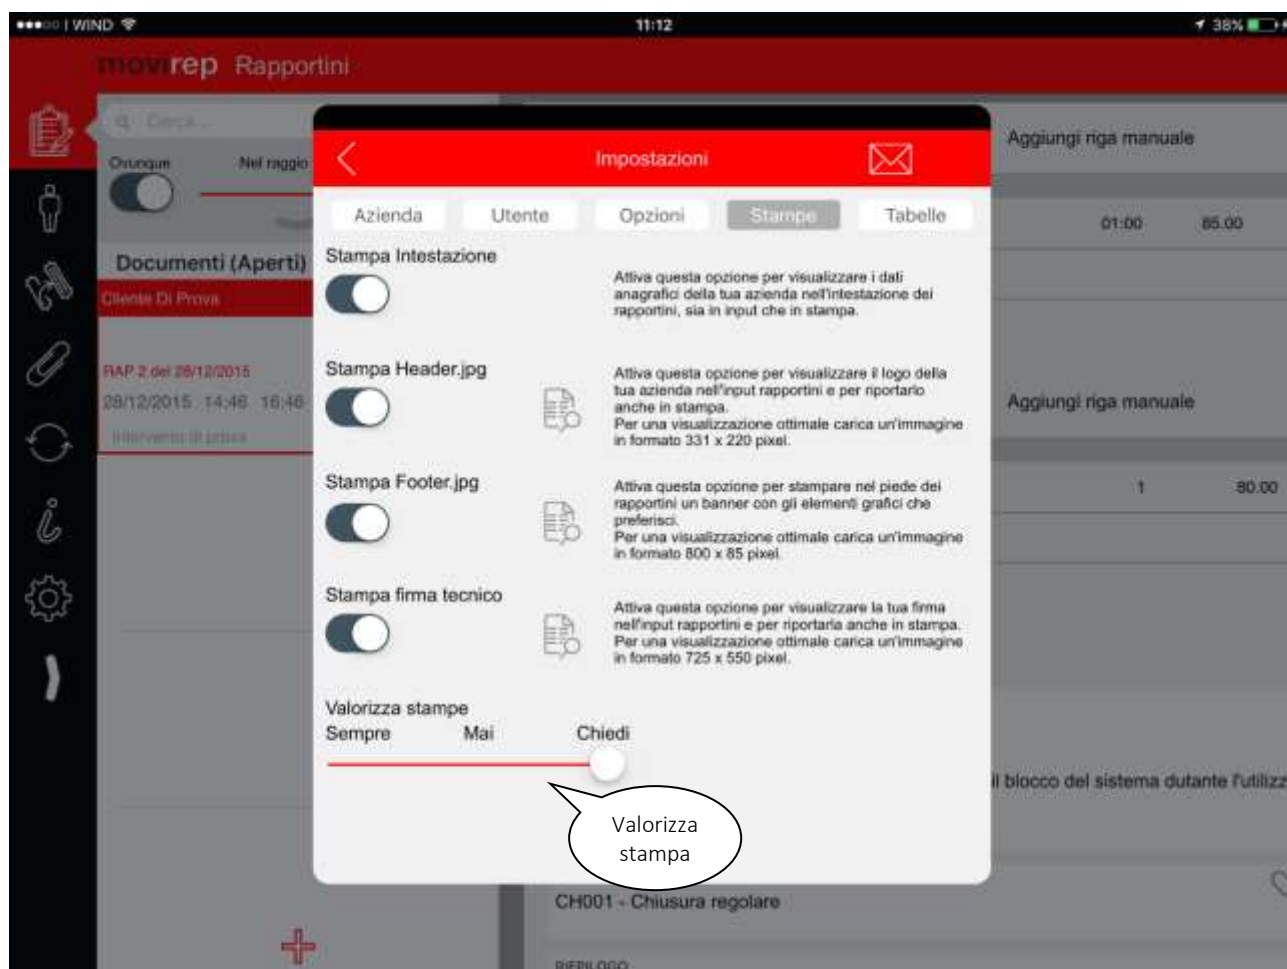 WIND
11:12
38%
movirep Rapportini
Cerca...
Ovunque
Nel raggio
Documenti (Aperti)
Cliente Di Prova
RAP 2 del 28/12/2015
28/12/2015 14:46 16:46
Intervento di prova
Impostazioni
Azienda
Utente
Opzioni
Stampe
Tabelle
Stampa Intestazione
Attiva questa opzione per visualizzare i dati
anagrafici della tua azienda nell'intestazione dei
rapportini, sia in input che in stampa.
Stampa Header.jpg
Attiva questa opzione per visualizzare il logo della
tua azienda nell'input rapportini e per riportarlo
anche in stampa.
Per una visualizzazione ottimale carica un'immagine
in formato 331 x 220 pixel.
Stampa Footer.jpg
Attiva questa opzione per stampare nel piede dei
rapportini un banner con gli elementi grafici che
preferisci.
Per una visualizzazione ottimale carica un'immagine
in formato 800 x 85 pixel.
Stampa firma tecnico
Attiva questa opzione per visualizzare la tua firma
nell'input rapportini e per riportarla anche in stampa.
Per una visualizzazione ottimale carica un'immagine
in formato 725 x 550 pixel.
Valorizza stampe
Sempre
Mai
Chiedi
Valorizza
stampa
Aggiungi riga manuale
01:00 85.00
Aggiungi riga manuale
1 80.00
il blocco del sistema dutante l'utilizz
CH001 - Chiusura regolare
RIEPILOGO